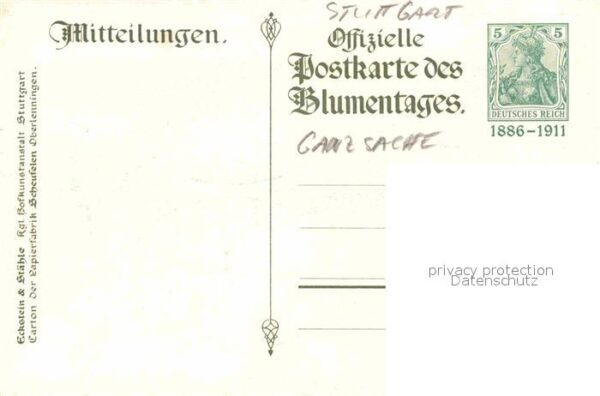 Mitteilungen.
STUTTGART
Offizielle
Postkarte des
Blumentages.
GANZSACHE
5 5
DEUTSCHES REICH
1886-1911
Eckstein & Stähle Kgl. Hofkunstanstalt Stuttgart
Carton der Papierfabrik Scheufelen Oberlenningen.
privacy protection
Datenschutz